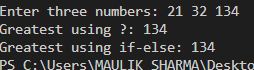 Enter three numbers: 21 32 134
Greatest using ?: 134
Greatest using if-else: 134
PS C:\Users\MAULIK SHARMA\Deskto